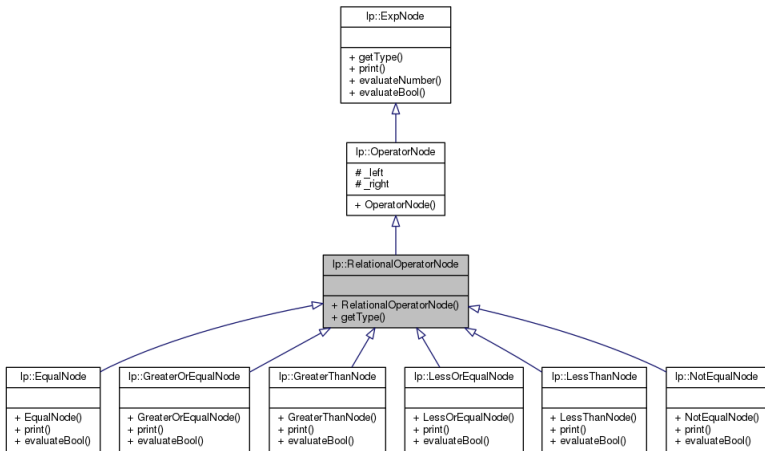 lp::ExpNode
+ getType()
+ print()
+ evaluateNumber()
+ evaluateBool()
lp::OperatorNode
# _left
# _right
+ OperatorNode()
lp::RelationalOperatorNode
+ RelationalOperatorNode()
+ getType()
lp::EqualNode
+ EqualNode()
+ print()
+ evaluateBool()
lp::GreaterOrEqualNode
+ GreaterOrEqualNode()
+ print()
+ evaluateBool()
lp::GreaterThanNode
+ GreaterThanNode()
+ print()
+ evaluateBool()
lp::LessOrEqualNode
+ LessOrEqualNode()
+ print()
+ evaluateBool()
lp::LessThanNode
+ LessThanNode()
+ print()
+ evaluateBool()
lp::NotEqualNode
+ NotEqualNode()
+ print()
+ evaluateBool()